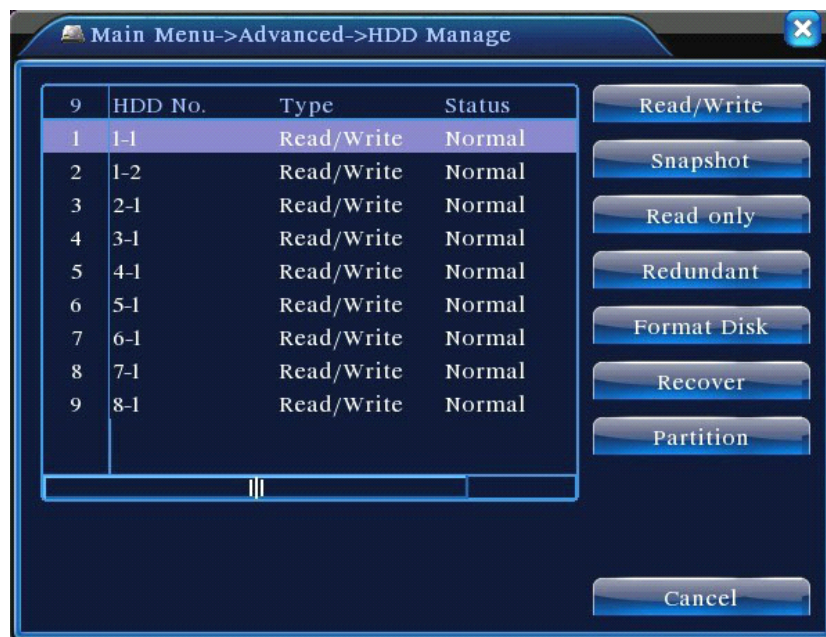 Main Menu->Advanced->HDD Manage
9 HDD No. Type Status
1 1-1 Read/Write Normal
2 1-2 Read/Write Normal
3 2-1 Read/Write Normal
4 3-1 Read/Write Normal
5 4-1 Read/Write Normal
6 5-1 Read/Write Normal
7 6-1 Read/Write Normal
8 7-1 Read/Write Normal
9 8-1 Read/Write Normal
Read/Write
Snapshot
Read only
Redundant
Format Disk
Recover
Partition
Cancel